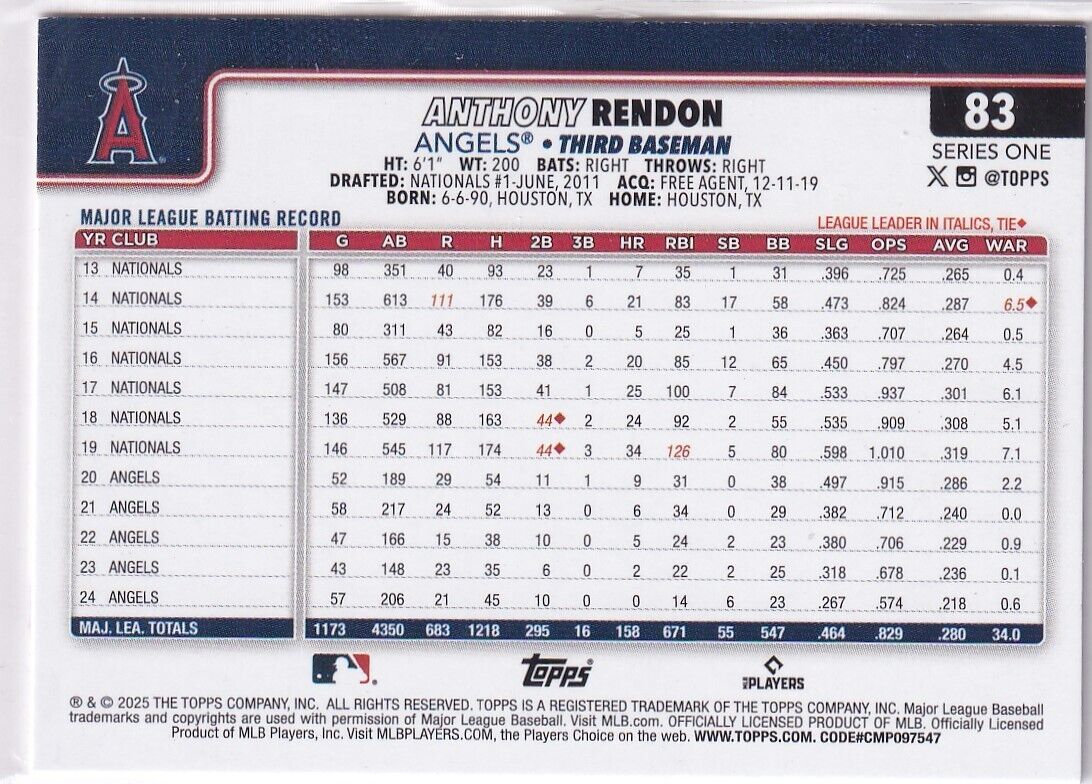 A
ANTHONY RENDON
83
ANGELS® • THIRD BASEMAN
SERIES ONE
HT: 6'1" WT: 200 BATS: RIGHT THROWS: RIGHT
X @TOPPS
DRAFTED: NATIONALS #1-JUNE, 2011 ACQ: FREE AGENT, 12-11-19
BORN: 6-6-90, HOUSTON, TX HOME: HOUSTON, TX
MAJOR LEAGUE BATTING RECORD
LEAGUE LEADER IN ITALICS, TIE◆
YR CLUB G AB R H 2B 3B HR RBI SB BB SLG OPS AVG WAR
13 NATIONALS 98 351 40 93 23 1 7 35 1 31 .396 .725 .265 0.4
14 NATIONALS 153 613 111 176 39 6 21 83 17 58 .473 .824 .287 6.5◆
15 NATIONALS 80 311 43 82 16 0 5 25 1 36 .363 .707 .264 0.5
16 NATIONALS 156 567 91 153 38 2 20 85 12 65 .450 .797 .270 4.5
17 NATIONALS 147 508 81 153 41 1 25 100 7 84 .533 .937 .301 6.1
18 NATIONALS 136 529 88 163 44◆ 2 24 92 2 55 .535 .909 .308 5.1
19 NATIONALS 146 545 117 174 44◆ 3 34 126 5 80 .598 1.010 .319 7.1
20 ANGELS 52 189 29 54 11 1 9 31 0 38 .497 .915 .286 2.2
21 ANGELS 58 217 24 52 13 0 6 34 0 29 .382 .712 .240 0.0
22 ANGELS 47 166 15 38 10 0 5 24 2 23 .380 .706 .229 0.9
23 ANGELS 43 148 23 35 6 0 2 22 2 25 .318 .678 .236 0.1
24 ANGELS 57 206 21 45 10 0 0 14 6 23 .267 .574 .218 0.6
MAJ. LEA. TOTALS 1173 4350 683 1218 295 16 158 671 55 547 .464 .829 .280 34.0
topps®
PLAYERS
® & © 2025 THE TOPPS COMPANY, INC. ALL RIGHTS RESERVED. TOPPS IS A REGISTERED TRADEMARK OF THE TOPPS COMPANY, INC. Major League Baseball
trademarks and copyrights are used with permission of Major League Baseball. Visit MLB.com. OFFICIALLY LICENSED PRODUCT OF MLB. Officially Licensed
Product of MLB Players, Inc. Visit MLBPLAYERS.COM, the Players Choice on the web. WWW.TOPPS.COM. CODE#CMP097547